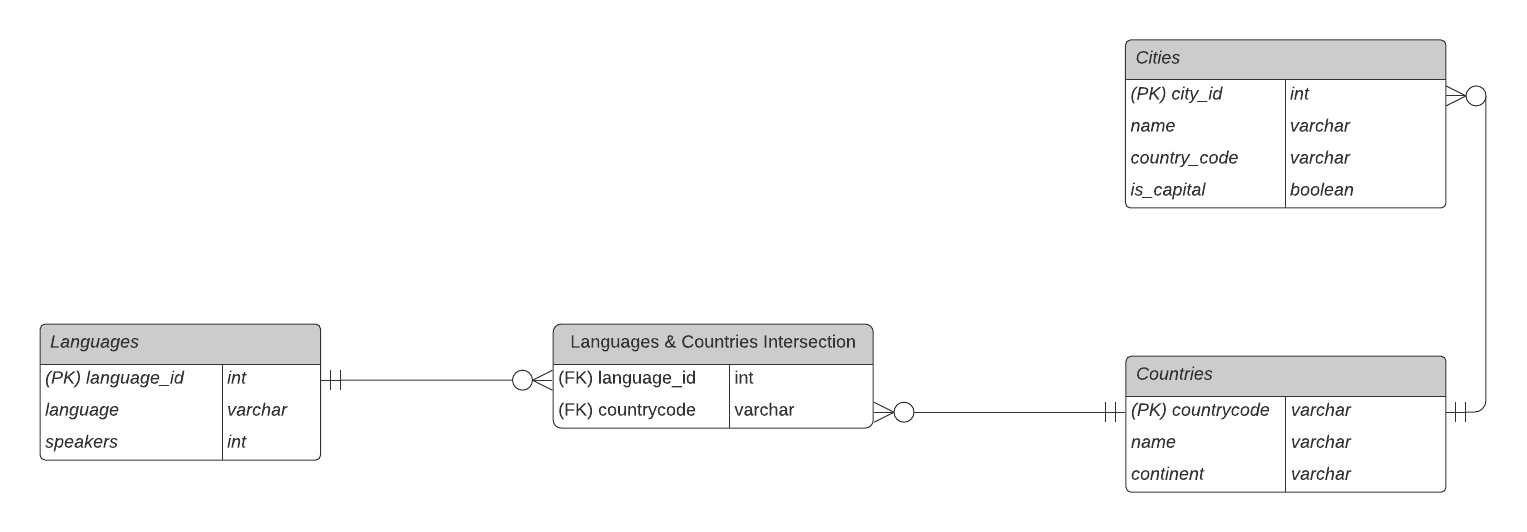 Cities
(PK) city_id int
name varchar
country_code varchar
is_capital boolean
Languages
(PK) language_id int
language varchar
speakers int
Languages & Countries Intersection
(FK) language_id int
(FK) countrycode varchar
Countries
(PK) countrycode varchar
name varchar
continent varchar